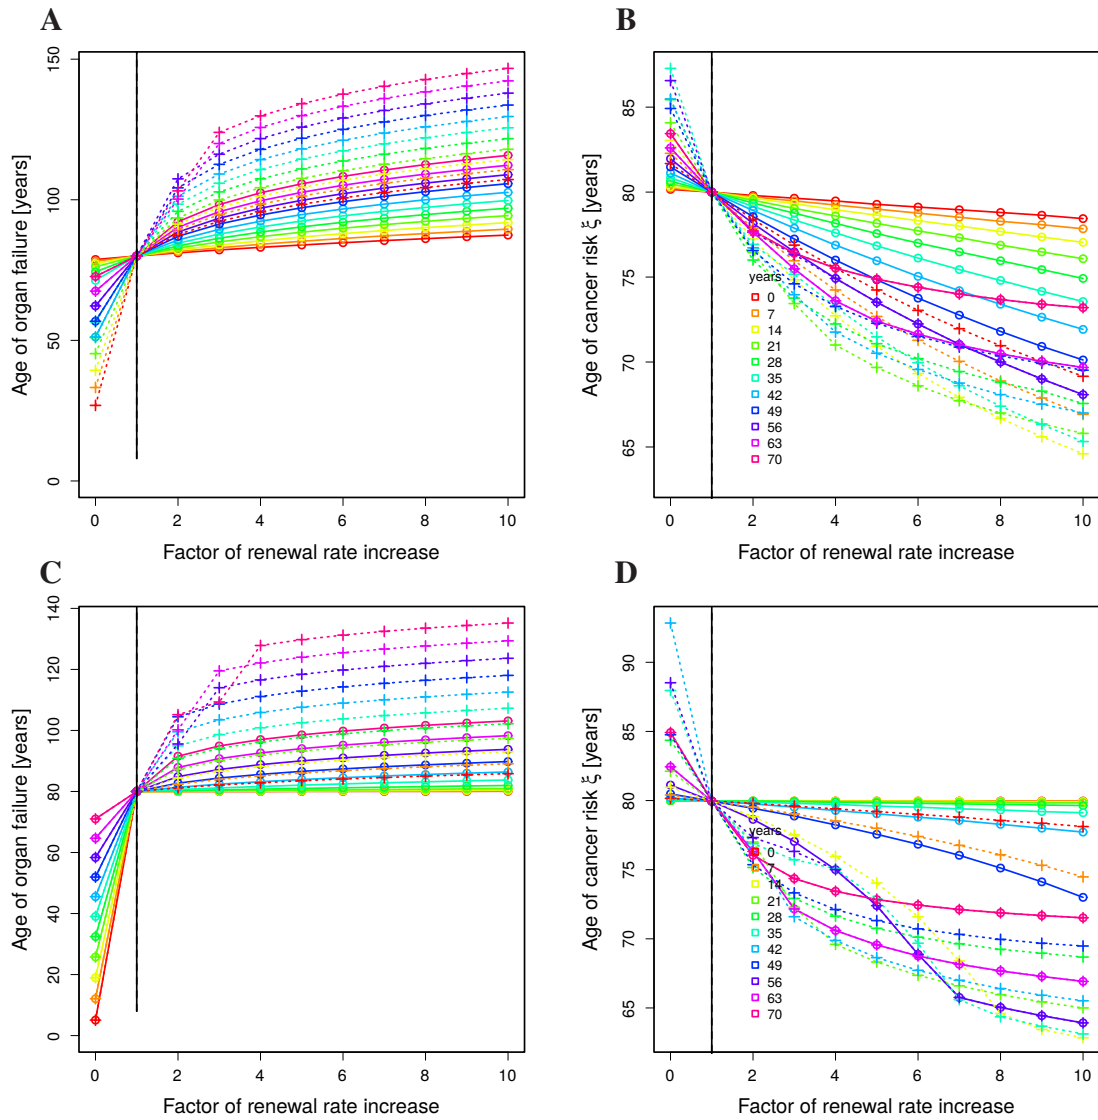 A
150
100
50
0
Age of organ failure [years]
0 2 4 6 8 10
Factor of renewal rate increase
B
85
80
75
70
65
Age of cancer risk ξ [years]
years
0
7
14
21
28
35
42
49
56
63
70
0 2 4 6 8 10
Factor of renewal rate increase
C
140
120
100
80
60
40
20
0
Age of organ failure [years]
0 2 4 6 8 10
Factor of renewal rate increase
D
90
85
80
75
70
65
Age of cancer risk ξ [years]
years
0
7
14
21
28
35
42
49
56
63
70
0 2 4 6 8 10
Factor of renewal rate increase